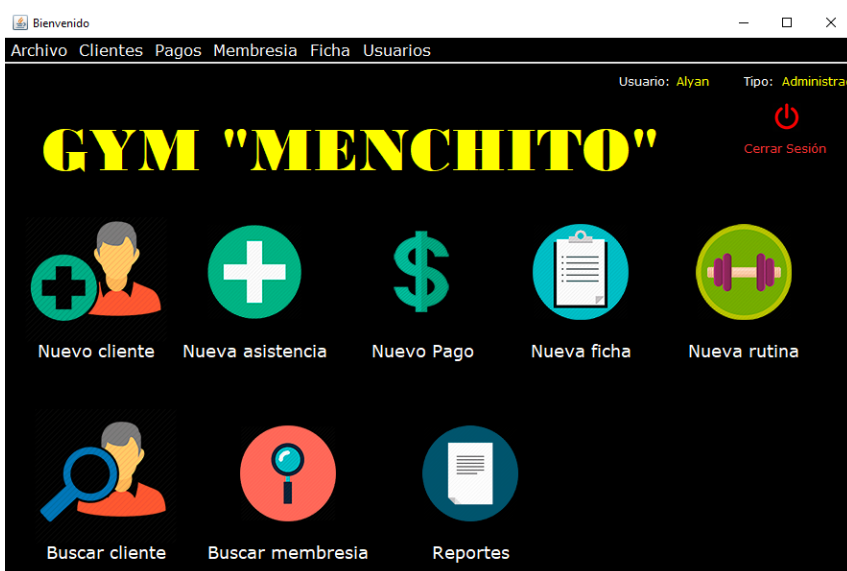 Bienvenido
Archivo Clientes Pagos Membresia Ficha Usuarios
Usuario: Alyan Tipo: Administrac
GYM "MENCHITO"
Cerrar Sesión
Nuevo cliente Nueva asistencia Nuevo Pago Nueva ficha Nueva rutina
Buscar cliente Buscar membresia Reportes